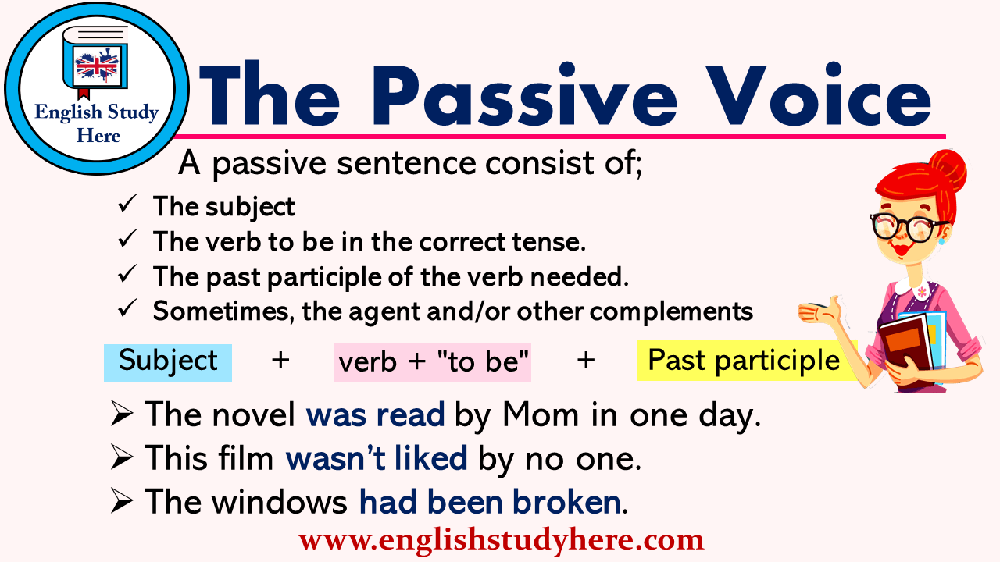 English Study
Here
The Passive Voice
A passive sentence consist of;
✓ The subject
✓ The verb to be in the correct tense.
✓ The past participle of the verb needed.
✓ Sometimes, the agent and/or other complements
Subject + verb + "to be" + Past participle
➢ The novel was read by Mom in one day.
➢ This film wasn’t liked by no one.
➢ The windows had been broken.
www.englishstudyhere.com